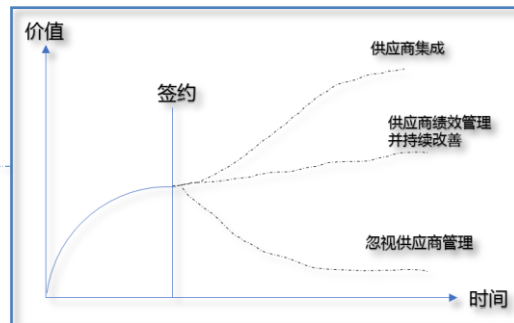 价值
供应商集成
签约
供应商绩效管理
并持续改善
忽视供应商管理
时间